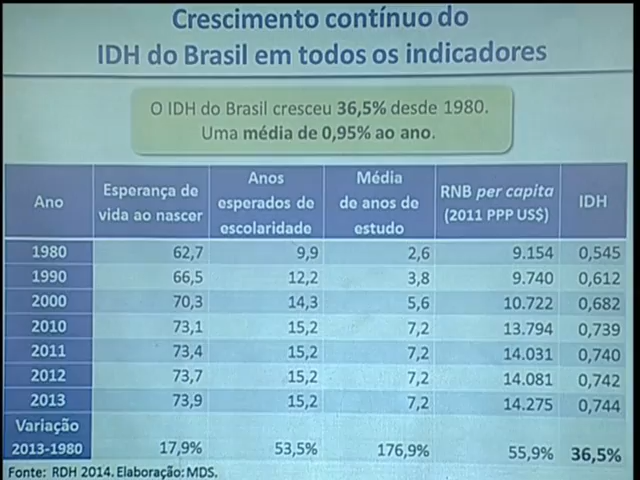 Crescimento contínuo do
IDH do Brasil em todos os indicadores
O IDH do Brasil cresceu 36,5% desde 1980.
Uma média de 0,95% ao ano.
Ano
Esperança de
vida ao nascer
Anos
esperados de
escolaridade
Média
de anos de
estudo
RNB per capita
(2011 PPP US$)
IDH
1980 62,7 9,9 2,6 9.154 0,545
1990 66,5 12,2 3,8 9.740 0,612
2000 70,3 14,3 5,6 10.722 0,682
2010 73,1 15,2 7,2 13.794 0,739
2011 73,4 15,2 7,2 14.031 0,740
2012 73,7 15,2 7,2 14.081 0,742
2013 73,9 15,2 7,2 14.275 0,744
Variação
2013-1980 17,9% 53,5% 176,9% 55,9% 36,5%
Fonte: RDH 2014. Elaboração: MDS.